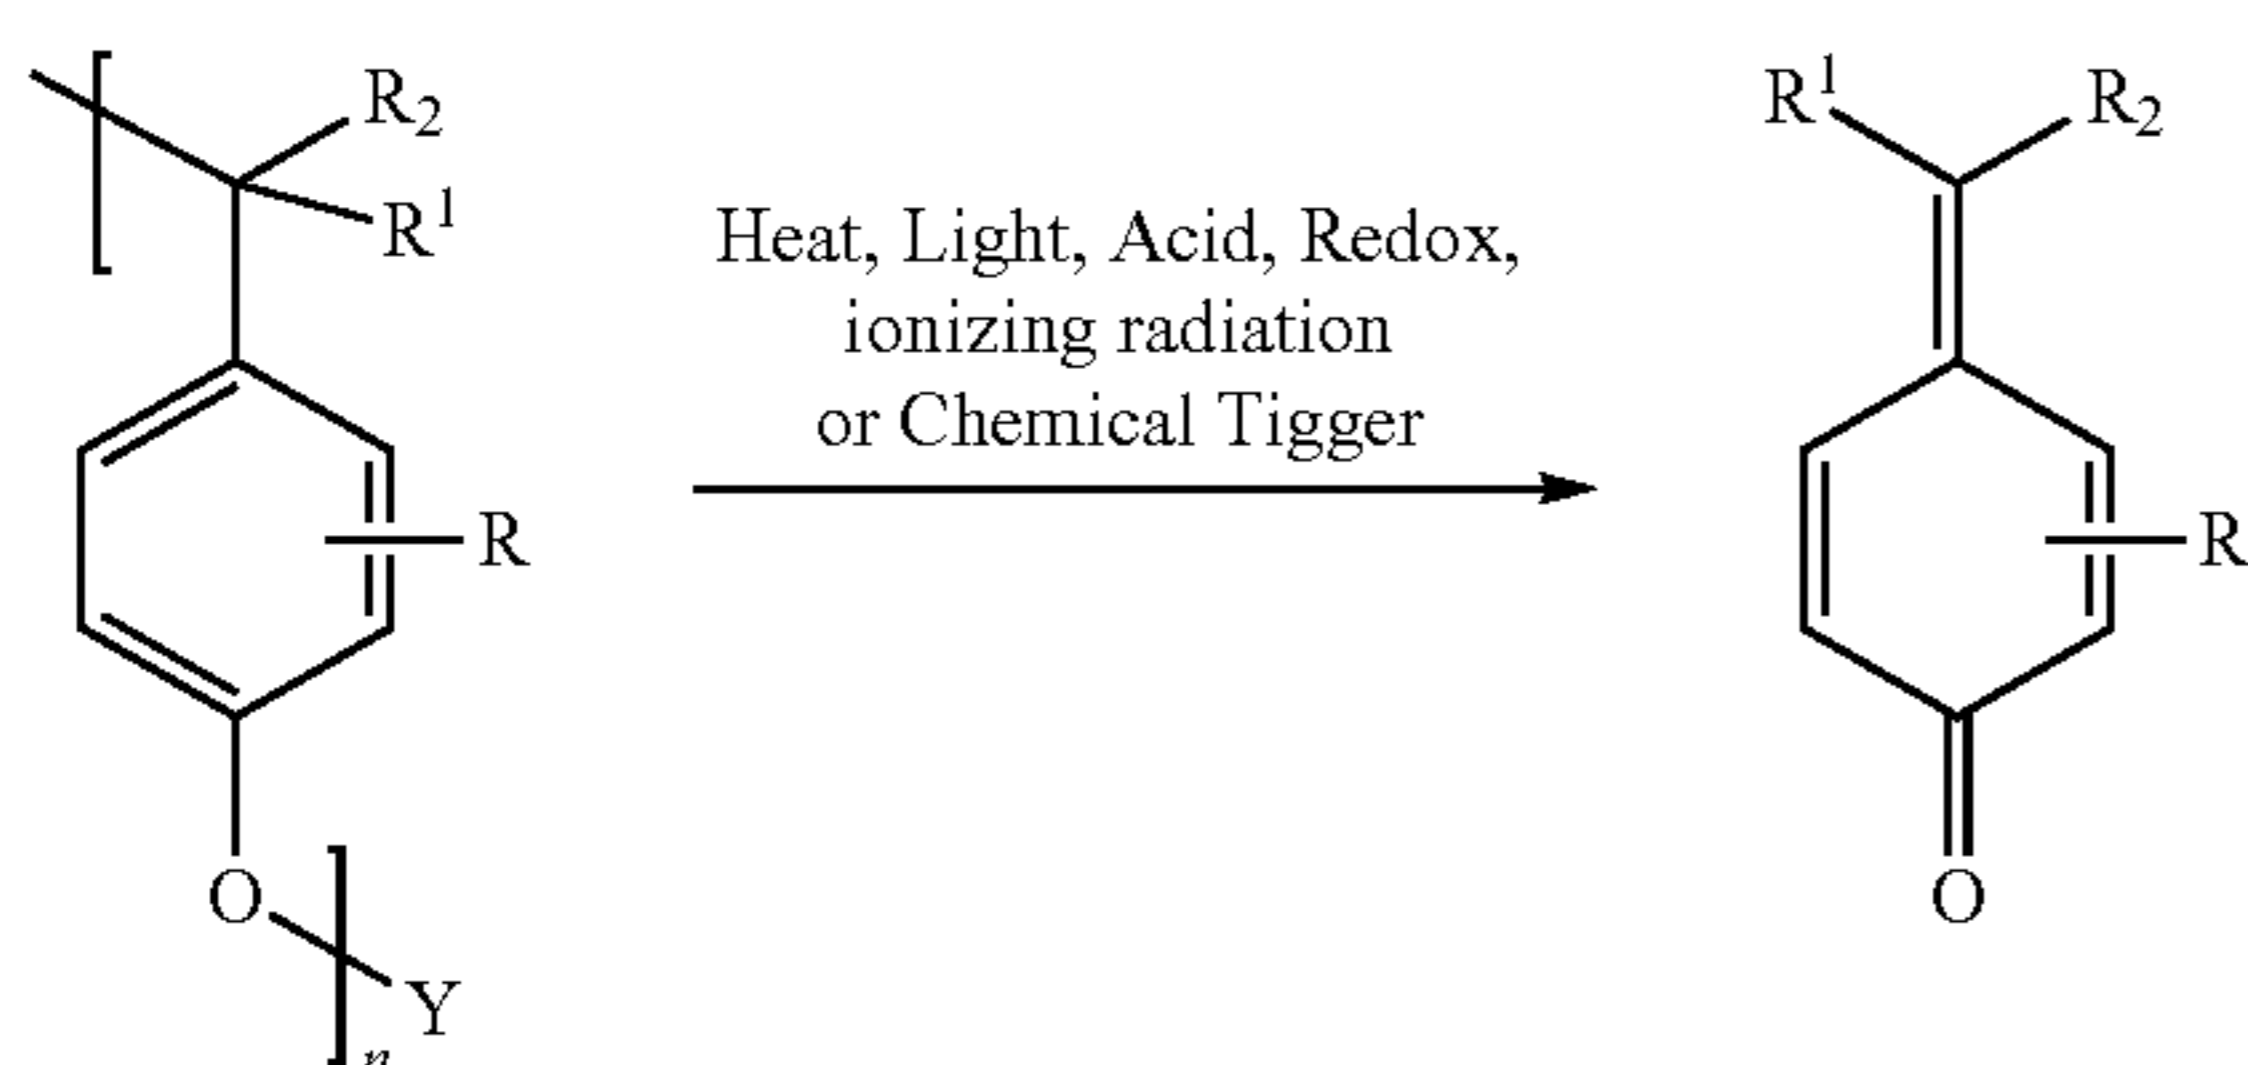 R₂
R¹
R
O
Y
n
Heat, Light, Acid, Redox,
ionizing radiation
or Chemical Tigger
R¹
R₂
R
O